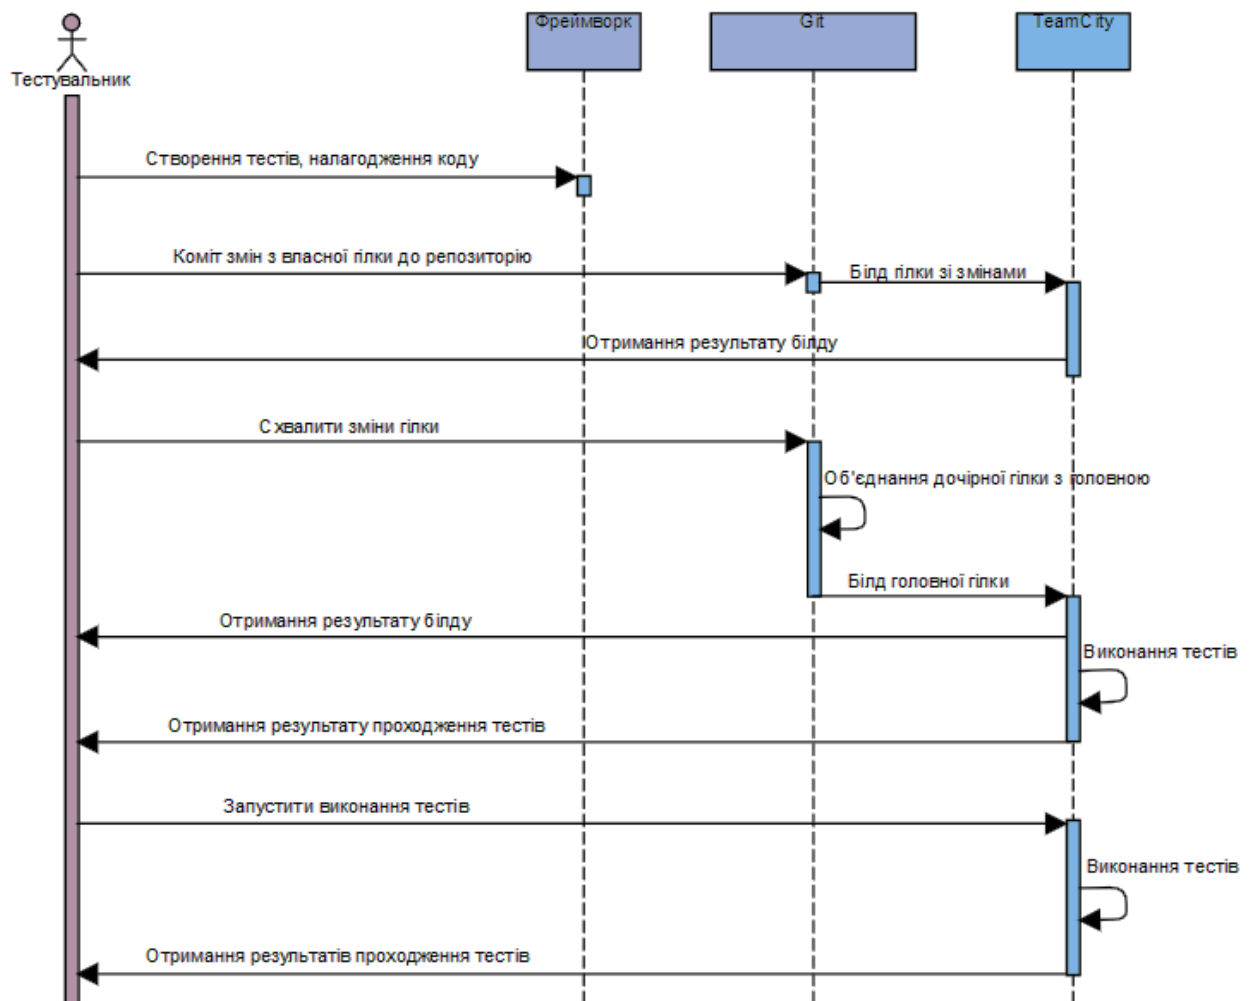 Фреймворк
Git
TeamCity
Тестувальник
Створення тестів, налагодження коду
Коміт змін з власної гілки до репозиторію
Білд гілки зі змінами
Отримання результату білду
Схвалити зміни гілки
Об'єднання дочірної гілки з головною
Білд головної гілки
Отримання результату білду
Виконання тестів
Отримання результату проходження тестів
Запустити виконання тестів
Виконання тестів
Отримання результатів проходження тестів